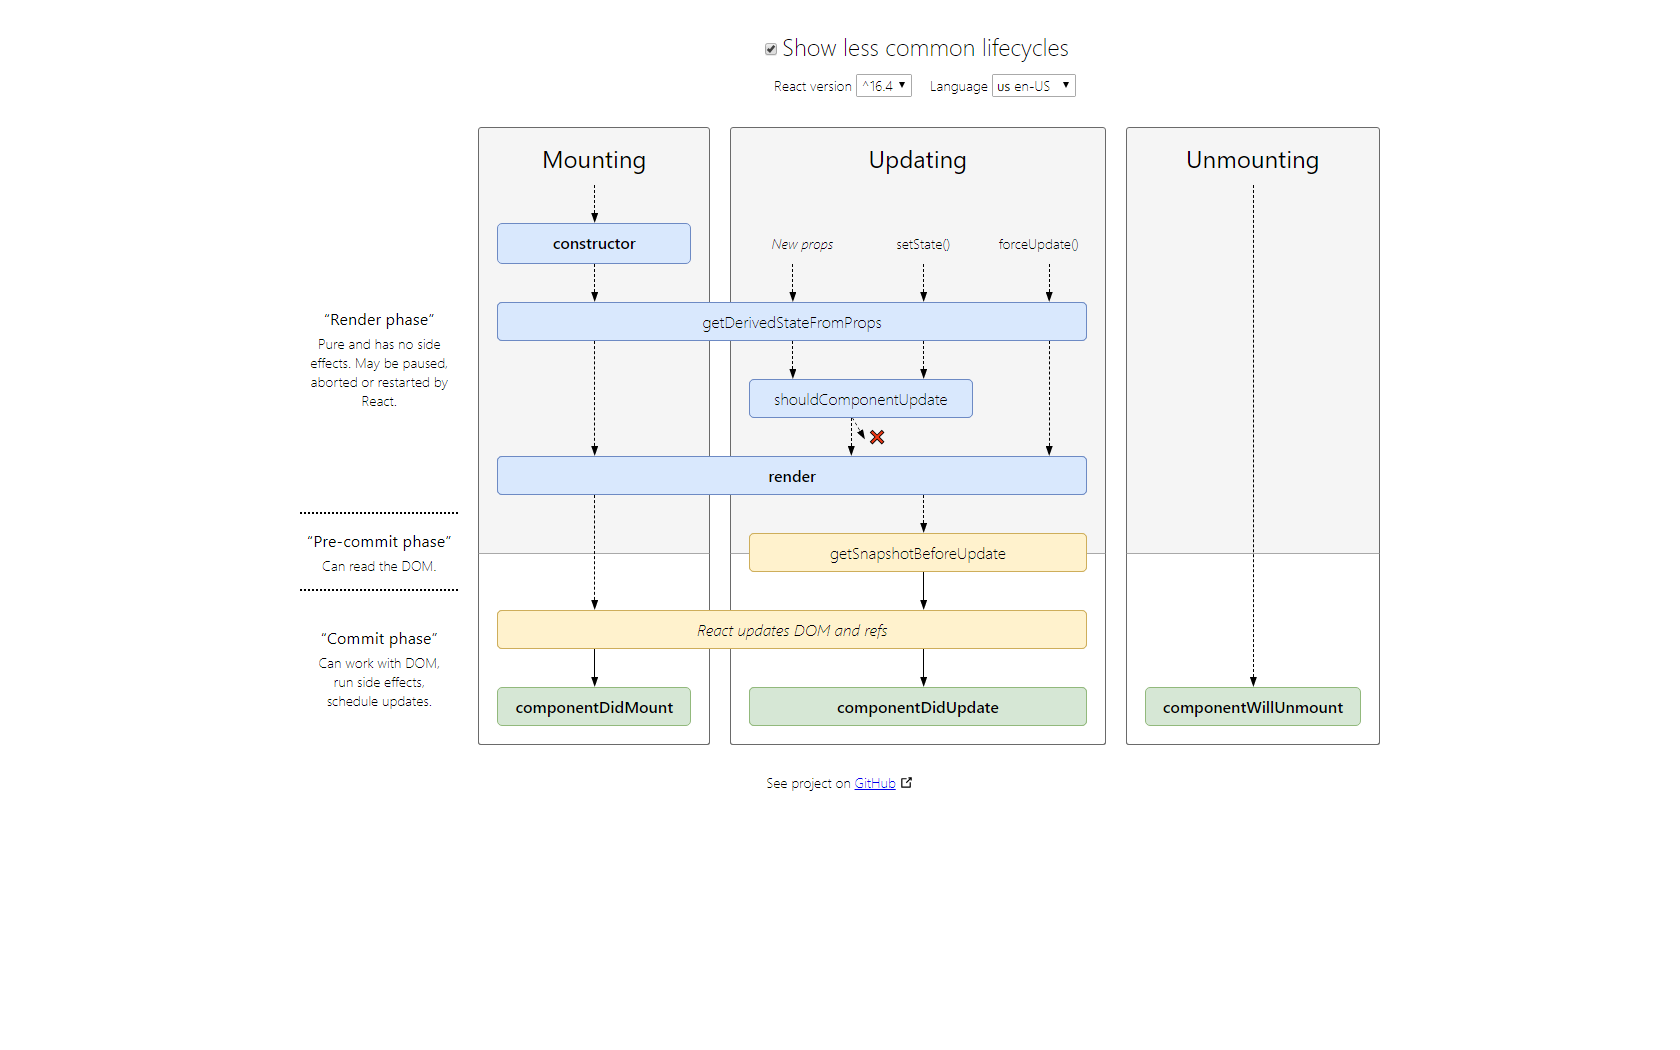 Show less common lifecycles
React version ^16.4 Language us en-US
Mounting
Updating
Unmounting
constructor
New props
setState()
forceUpdate()
“Render phase”
Pure and has no side
effects. May be paused,
aborted or restarted by
React.
getDerivedStateFromProps
shouldComponentUpdate
render
“Pre-commit phase”
Can read the DOM.
getSnapshotBeforeUpdate
“Commit phase”
Can work with DOM,
run side effects,
schedule updates.
React updates DOM and refs
componentDidMount
componentDidUpdate
componentWillUnmount
See project on GitHub